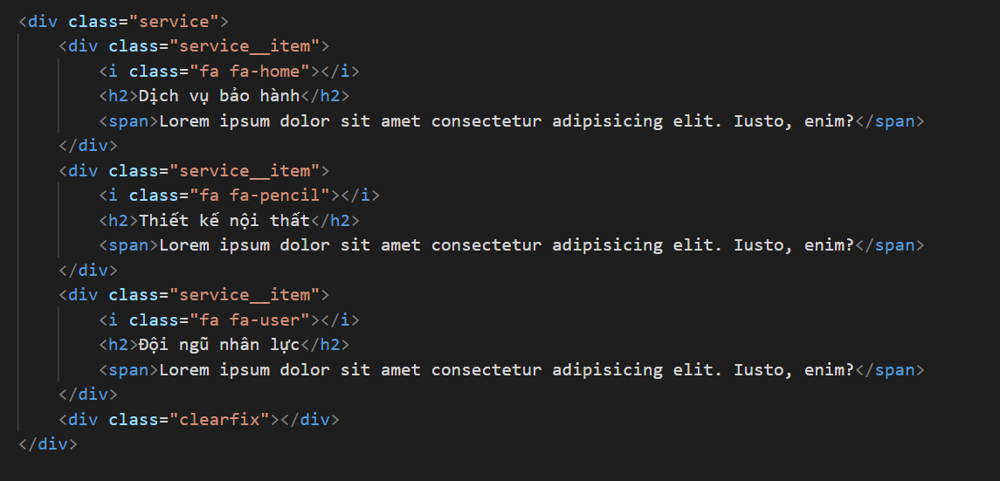 <div class="service">
    <div class="service__item">
        <i class="fa fa-home"></i>
        <h2>Dịch vụ bảo hành</h2>
        <span>Lorem ipsum dolor sit amet consectetur adipisicing elit. Iusto, enim?</span>
    </div>
    <div class="service__item">
        <i class="fa fa-pencil"></i>
        <h2>Thiết kế nội thất</h2>
        <span>Lorem ipsum dolor sit amet consectetur adipisicing elit. Iusto, enim?</span>
    </div>
    <div class="service__item">
        <i class="fa fa-user"></i>
        <h2>Đội ngũ nhân lực</h2>
        <span>Lorem ipsum dolor sit amet consectetur adipisicing elit. Iusto, enim?</span>
    </div>
    <div class="clearfix"></div>
</div>